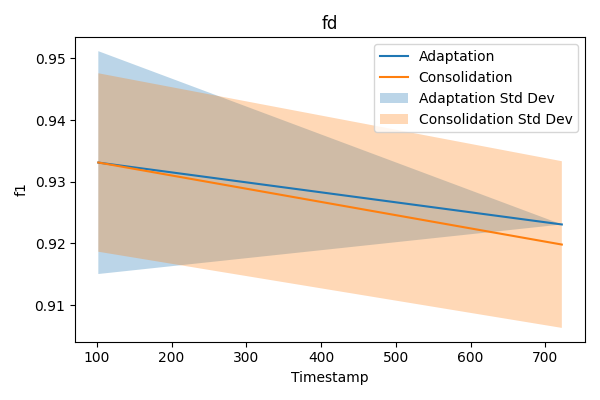 fd
Adaptation
Consolidation
Adaptation Std Dev
Consolidation Std Dev
0.95
0.94
0.93
0.92
0.91
f1
100 200 300 400 500 600 700
Timestamp